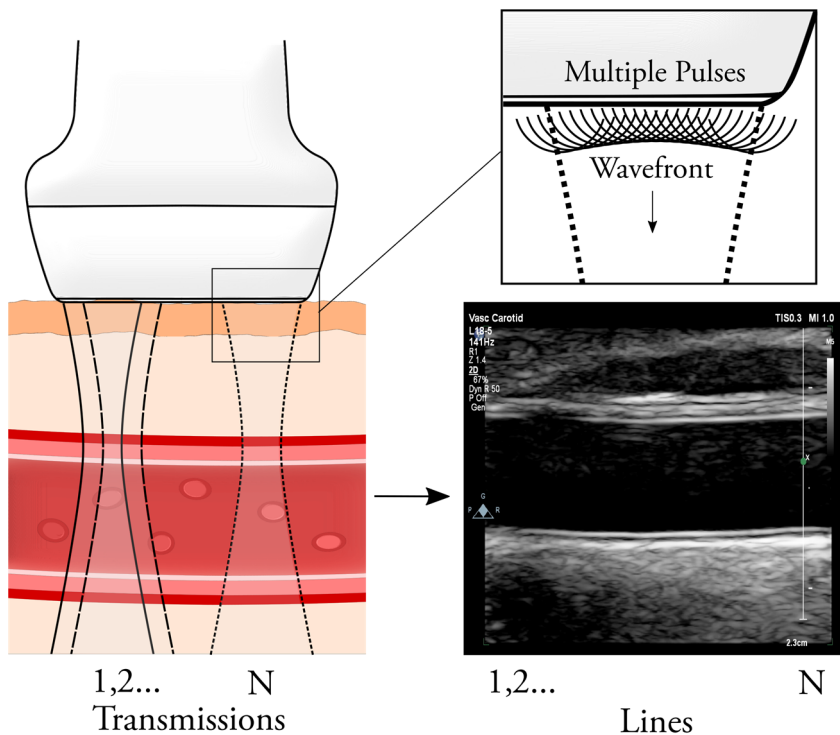 Multiple Pulses
Wavefront
Vasc Carotid
TIS0.3 MI 1.0
L18-5
141Hz
R1
Z 1.4
2D
67%
Dyn R 50
P Off
Gen
M5
X
G
P R
2.3cm
1,2... N
Transmissions
1,2... N
Lines